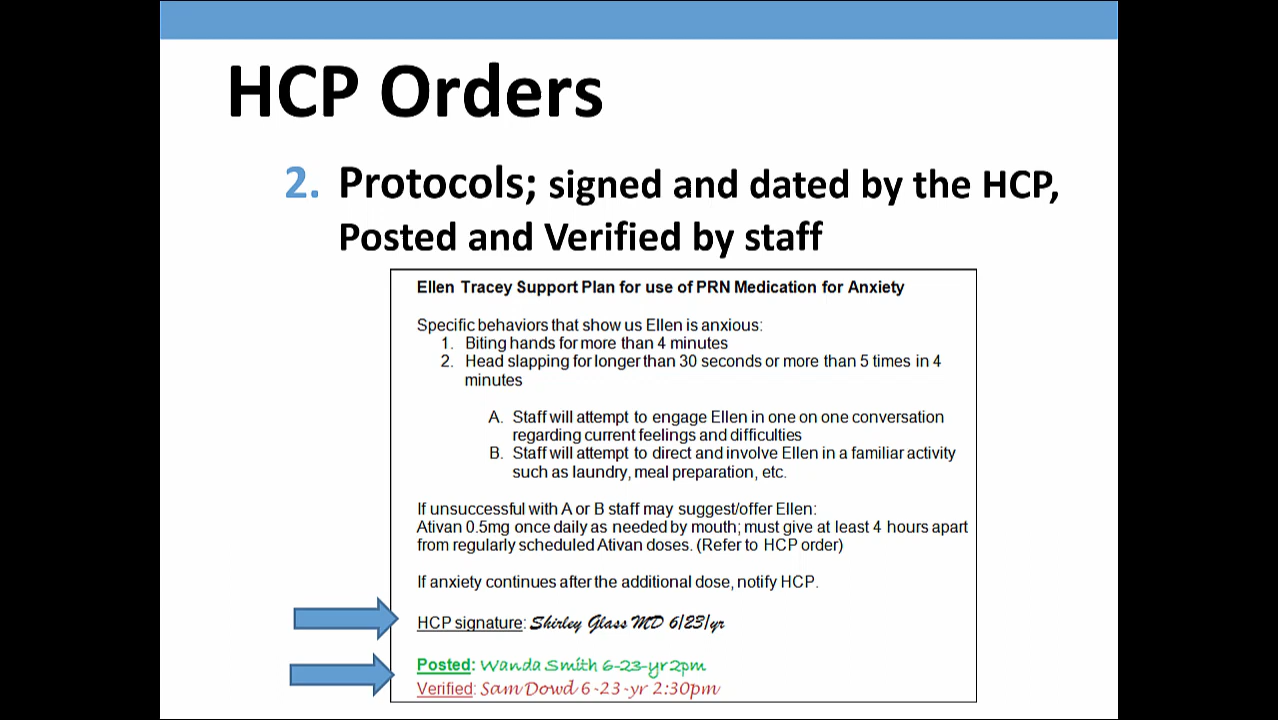 HCP Orders
2. Protocols; signed and dated by the HCP,
Posted and Verified by staff
Ellen Tracey Support Plan for use of PRN Medication for Anxiety
Specific behaviors that show us Ellen is anxious:
1. Biting hands for more than 4 minutes
2. Head slapping for longer than 30 seconds or more than 5 times in 4
minutes
A. Staff will attempt to engage Ellen in one on one conversation
regarding current feelings and difficulties
B. Staff will attempt to direct and involve Ellen in a familiar activity
such as laundry, meal preparation, etc.
If unsuccessful with A or B staff may suggest/offer Ellen:
Ativan 0.5mg once daily as needed by mouth; must give at least 4 hours apart
from regularly scheduled Ativan doses. (Refer to HCP order)
If anxiety continues after the additional dose, notify HCP.
HCP signature: Shirley Glass MD 6/23/yr
Posted: Wanda Smith 6-23-yr 2pm
Verified: Sam Dowd 6-23-yr 2:30pm